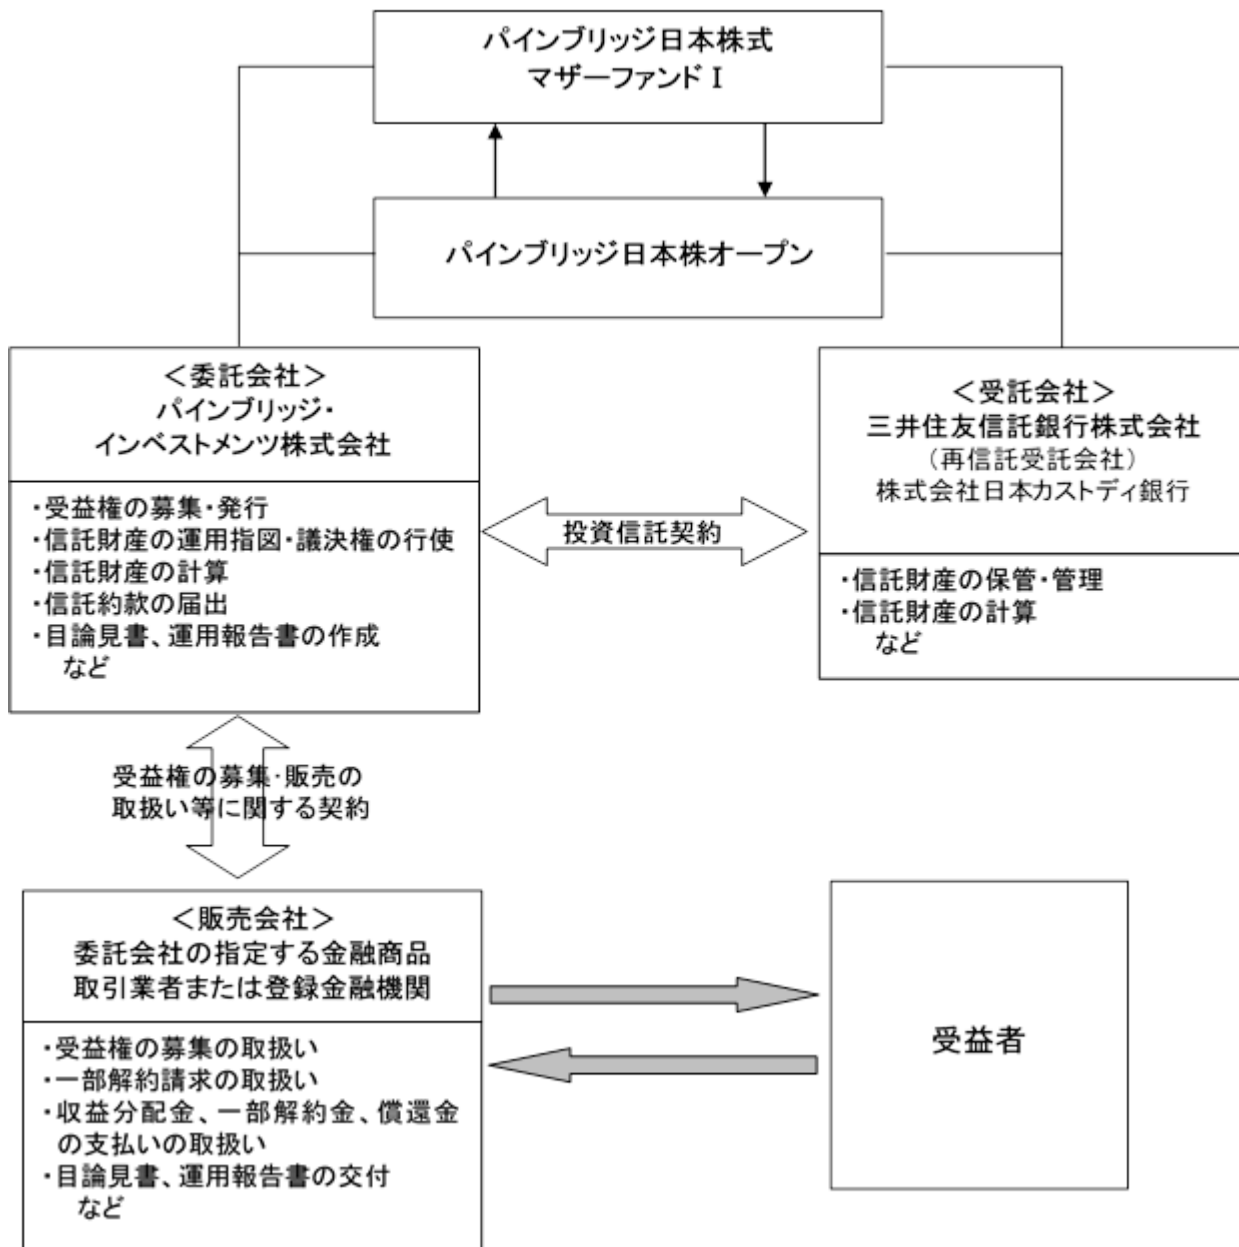 パインブリッジ日本株式
マザーファンド I
パインブリッジ日本株オープン
＜委託会社＞
パインブリッジ・
インベストメンツ株式会社
・受益権の募集・発行
・信託財産の運用指図・議決権の行使
・信託財産の計算
・信託約款の届出
・目論見書、運用報告書の作成
など
投資信託契約
＜受託会社＞
三井住友信託銀行株式会社
（再信託受託会社）
株式会社日本カストディ銀行
・信託財産の保管・管理
・信託財産の計算
など
受益権の募集・販売の
取扱い等に関する契約
＜販売会社＞
委託会社の指定する金融商品
取引業者または登録金融機関
・受益権の募集の取扱い
・一部解約請求の取扱い
・収益分配金、一部解約金、償還金
の支払いの取扱い
・目論見書、運用報告書の交付
など
受益者